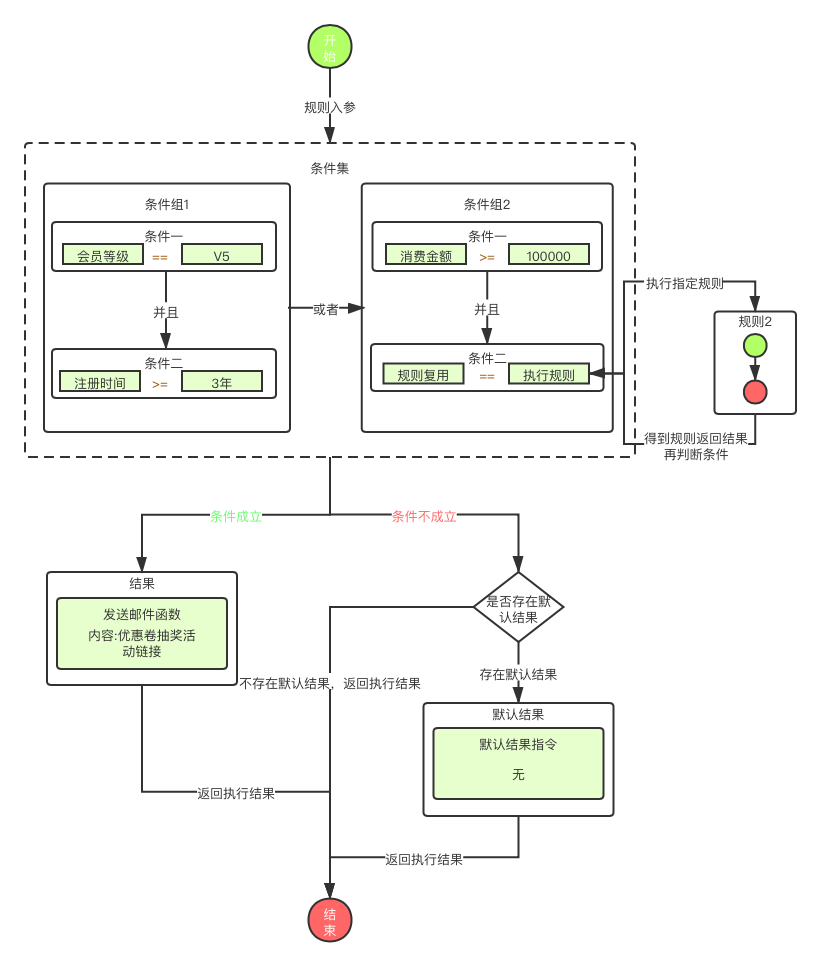 开
始
规则入参
条件集
条件组1
条件一
会员等级 == V5
并且
条件二
注册时间 >= 3年
或者
条件组2
条件一
消费金额 >= 100000
并且
条件二
规则复用 == 执行规则
执行指定规则
规则2
得到规则返回结果
再判断条件
条件成立
条件不成立
结果
发送邮件函数
内容:优惠卷抽奖活
动链接
是否存在默
认结果
不存在默认结果，返回执行结果
存在默认结果
默认结果
默认结果指令
无
返回执行结果
返回执行结果
结
束